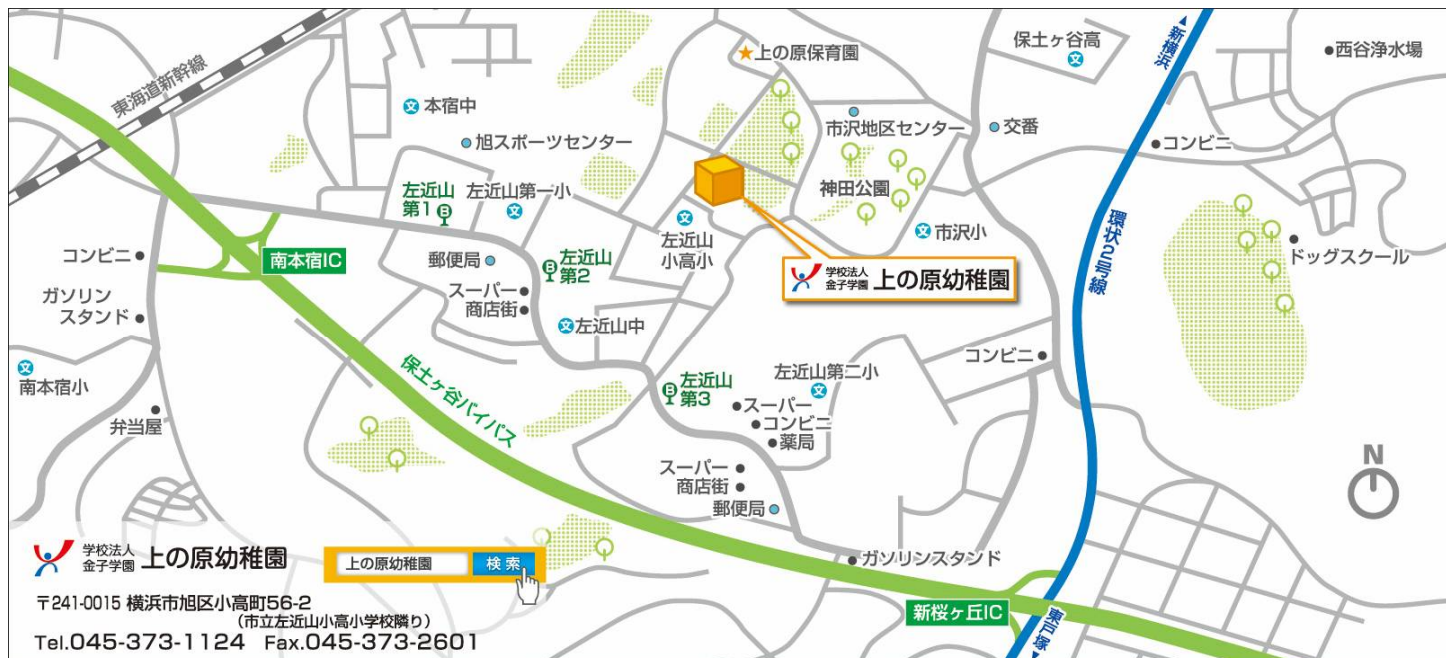 東海道新幹線
本宿中
旭スポーツセンター
上の原保育園
市沢地区センター
交番
保土ヶ谷高
▲新横浜
西谷浄水場
コンビニ
左近山
第1
左近山第一小
左近山
小高小
神田公園
市沢小
環状2号線
ドッグスクール
コンビニ
南本宿IC
郵便局
左近山
第2
学校法人
金子学園
上の原幼稚園
ガソリン
スタンド
スーパー
商店街
左近山中
コンビニ
南本宿小
弁当屋
保土ヶ谷バイパス
左近山
第3
左近山第二小
スーパー
コンビニ
薬局
スーパー
商店街
郵便局
ガソリンスタンド
N
新桜ヶ丘IC
東戸塚▼
学校法人
金子学園
上の原幼稚園
上の原幼稚園 検索
〒241-0015 横浜市旭区小高町56-2
(市立左近山小高小学校隣り)
Tel.045-373-1124 Fax.045-373-2601